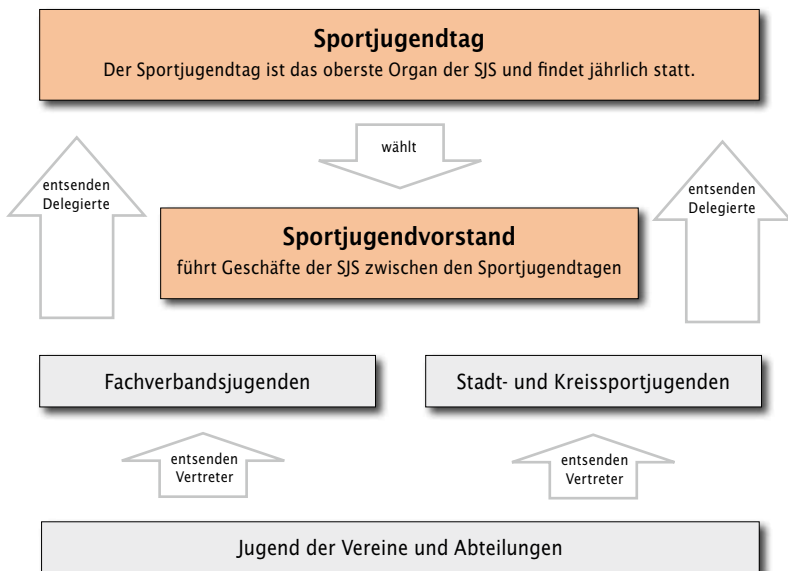 Sportjugendtag
Der Sportjugendtag ist das oberste Organ der SJS und findet jährlich statt.
wählt
entsenden
Delegierte
entsenden
Delegierte
Sportjugendvorstand
führt Geschäfte der SJS zwischen den Sportjugendtagen
Fachverbandsjugenden
Stadt- und Kreissportjugenden
entsenden
Vertreter
entsenden
Vertreter
Jugend der Vereine und Abteilungen